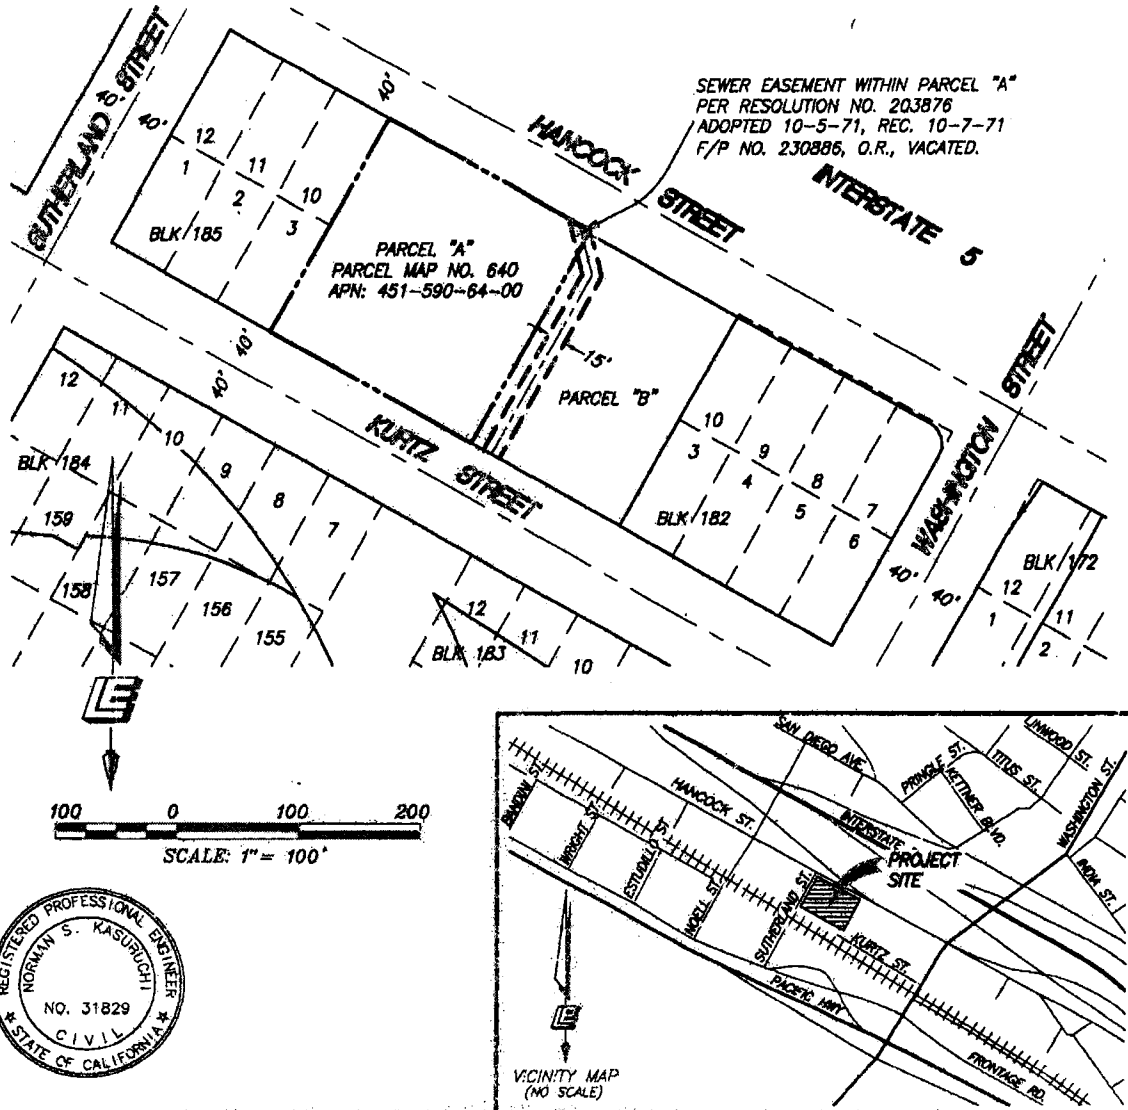 SUTHERLAND STREET
40'
40'
40'
HANCOCK STREET
SEWER EASEMENT WITHIN PARCEL "A"
PER RESOLUTION NO. 203876
ADOPTED 10-5-71, REC. 10-7-71
F/P NO. 230886, O.R., VACATED.
INTERSTATE 5
12
11
10
1
2
3
BLK 185
PARCEL "A"
PARCEL MAP NO. 640
APN: 451-590-64-00
15'
PARCEL "B"
40'
40'
KURTZ STREET
WASHINGTON STREET
10
9
8
7
3
4
5
6
BLK 182
40'
40'
BLK 172
12
11
1
2
12
11
10
9
8
7
BLK 184
159
158
157
156
155
12
11
10
BLK 183
LE
100 0 100 200
SCALE: 1" = 100'
REGISTERED PROFESSIONAL ENGINEER
NORMAN S. KASUBUCHI
NO. 31829
CIVIL
STATE OF CALIFORNIA
SAN DIEGO AVE.
LINWOOD ST.
PRINGLE ST.
TITUS ST.
KETTNER BLVD.
WASHINGTON ST.
HANCOCK ST.
INTERSTATE
BANDINI ST.
WRIGHT ST.
ESTUDILLO ST.
NOELL ST.
SUTHERLAND ST.
PROJECT
SITE
INDIA ST.
KURTZ ST.
PACIFIC HWY
FRONTAGE RD.
LE
VICINITY MAP
(NO SCALE)